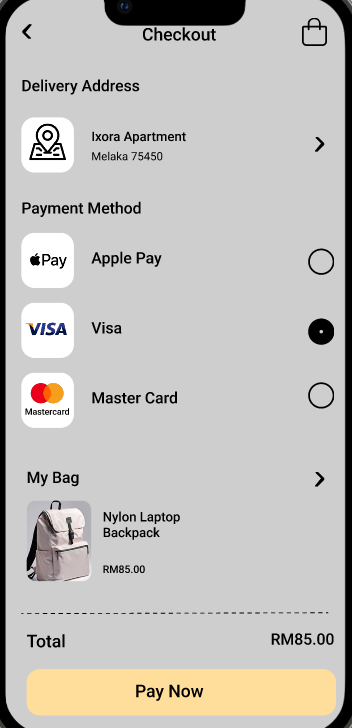 Checkout
Delivery Address
Ixora Apartment
Melaka 75450
Payment Method
Pay
Apple Pay
VISA
Visa
Mastercard
Master Card
My Bag
Nylon Laptop
Backpack
RM85.00
Total
RM85.00
Pay Now